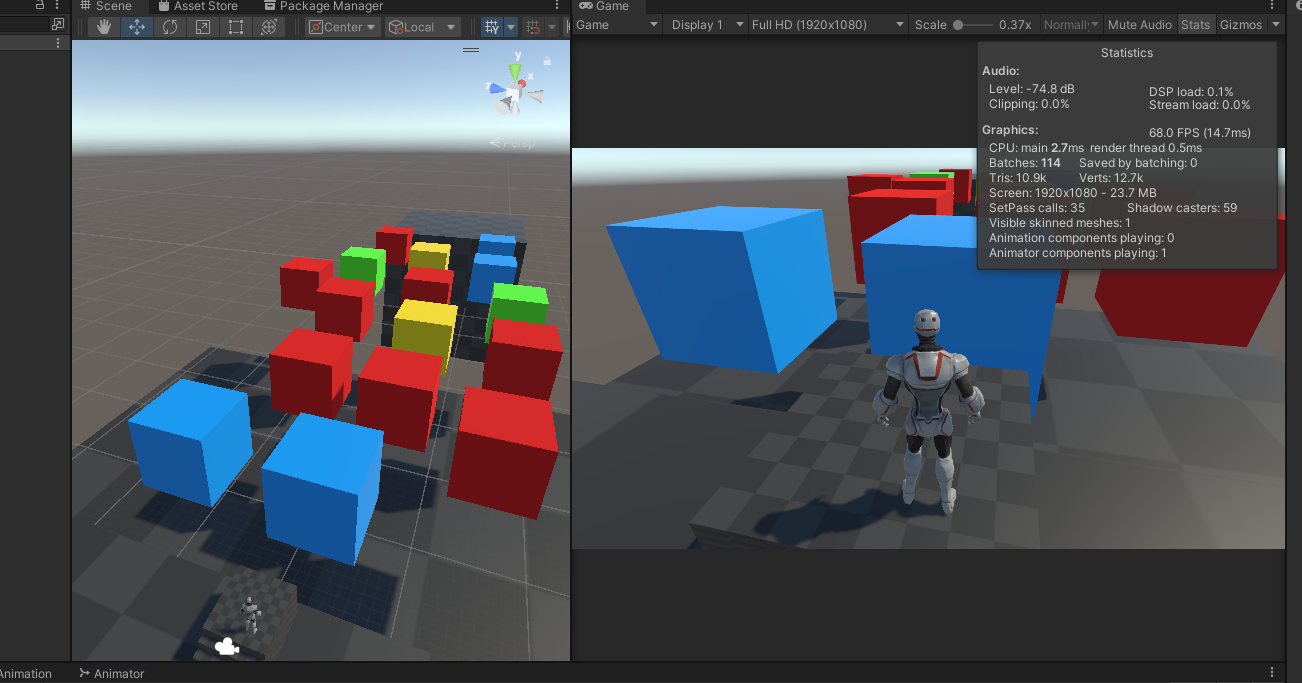 Scene Asset Store Package Manager
Center Local
y
x
z
Persp
Game
Game Display 1 Full HD (1920x1080) Scale 0.37x Normally Mute Audio Stats Gizmos
Statistics
Audio:
Level: -74.8 dB DSP load: 0.1%
Clipping: 0.0% Stream load: 0.0%
Graphics: 68.0 FPS (14.7ms)
CPU: main 2.7ms render thread 0.5ms
Batches: 114 Saved by batching: 0
Tris: 10.9k Verts: 12.7k
Screen: 1920x1080 - 23.7 MB
SetPass calls: 35 Shadow casters: 59
Visible skinned meshes: 1
Animation components playing: 0
Animator components playing: 1
Animation Animator